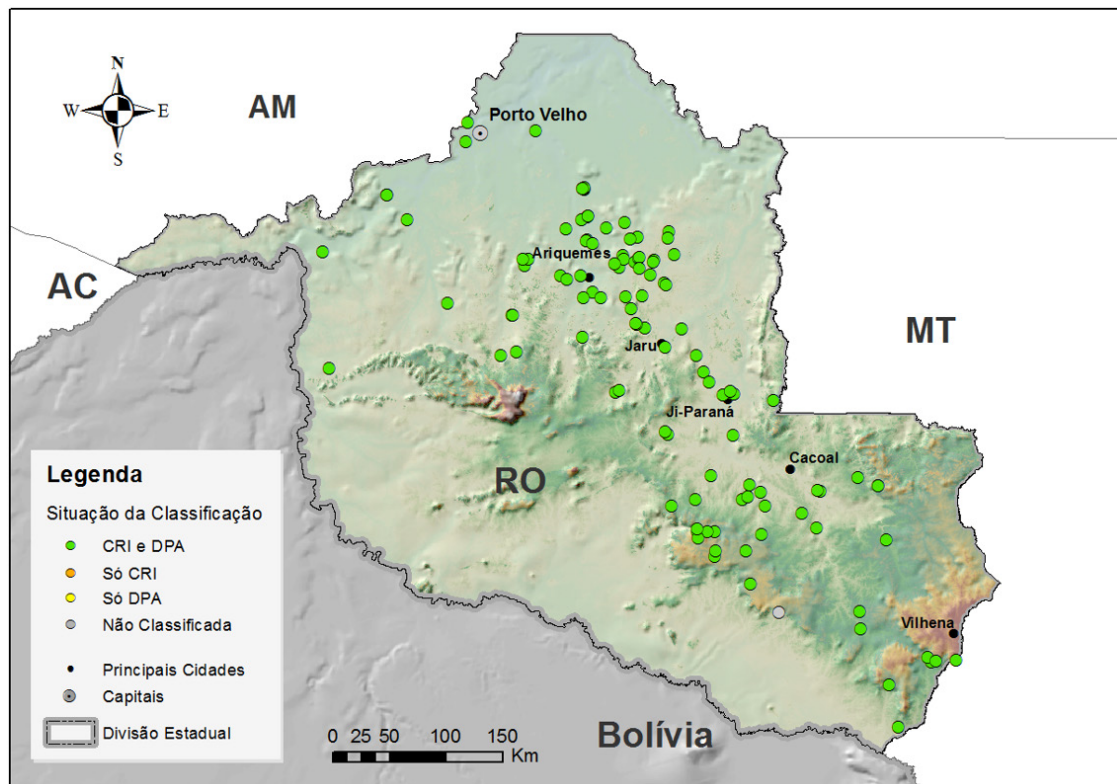 N
W E
S
AM
Porto Velho
Ariquemes
AC
MT
Jaru
Ji-Paraná
Cacoal
RO
Vilhena
Bolívia
Legenda
Situação da Classificação
CRI e DPA
Só CRI
Só DPA
Não Classificada
Principais Cidades
Capitais
Divisão Estadual
0 25 50 100 150
Km